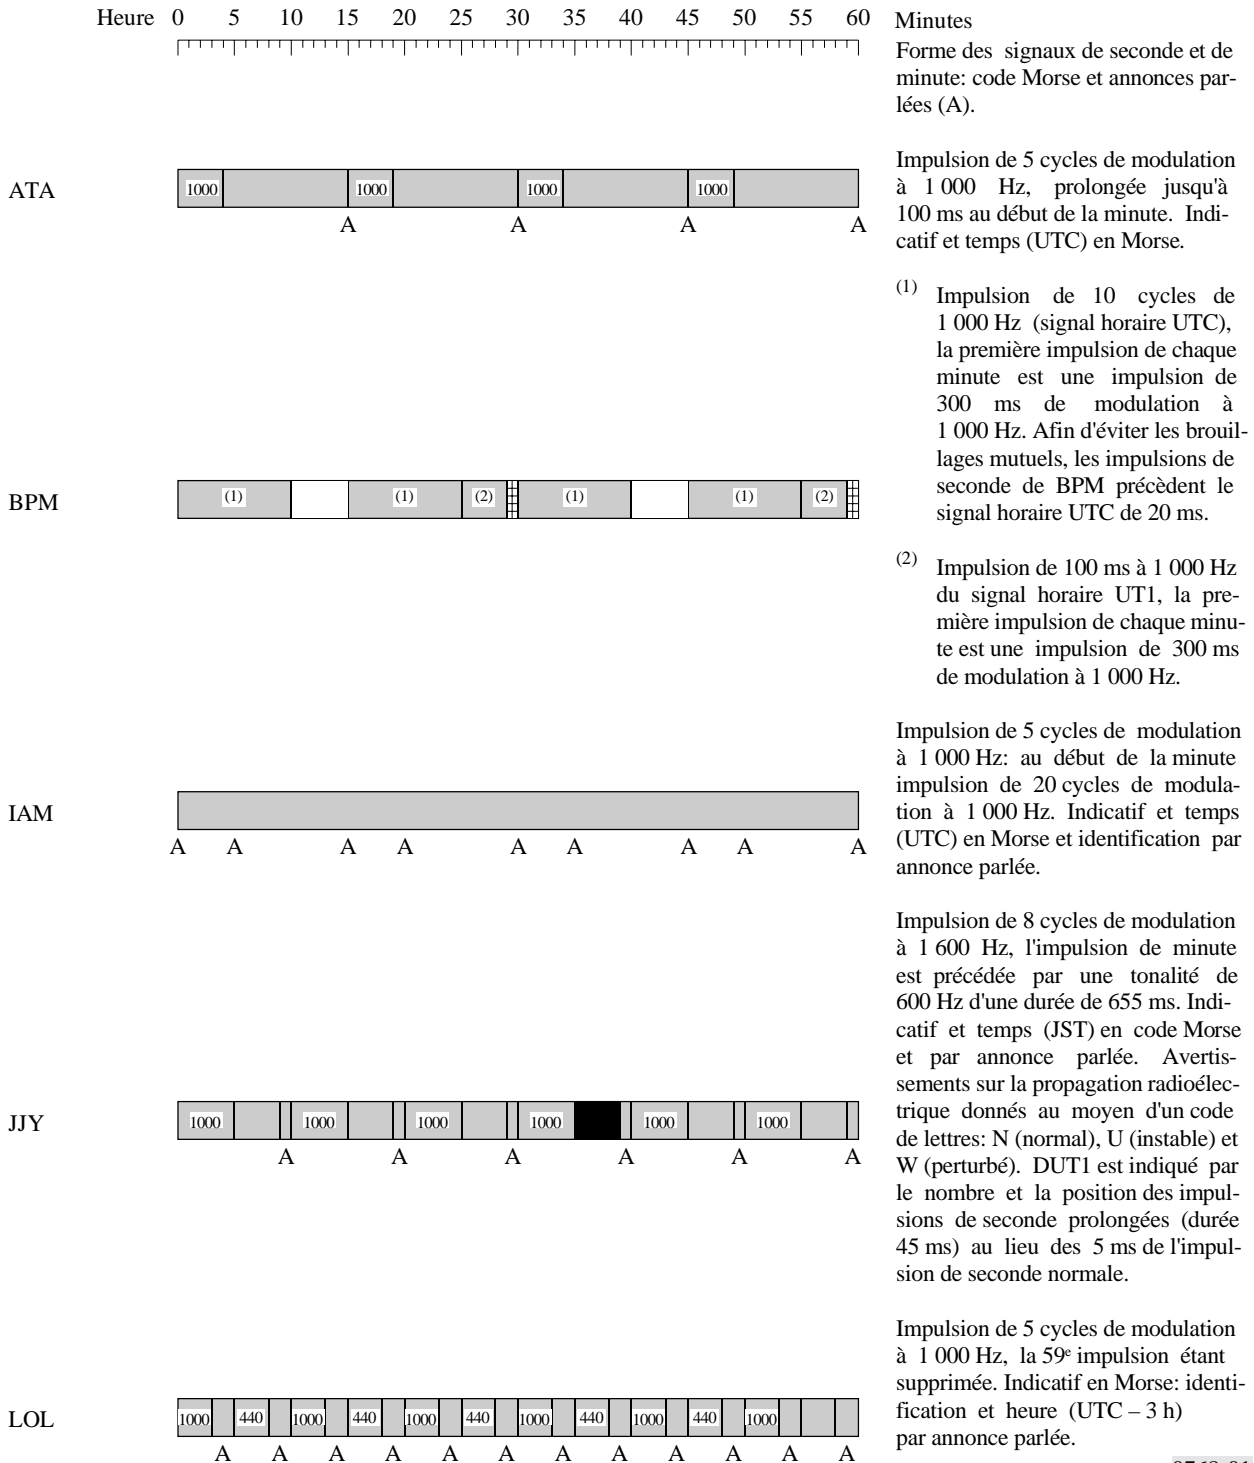 Heure 0 5 10 15 20 25 30 35 40 45 50 55 60 Minutes
Forme des signaux de seconde et de
minute: code Morse et annonces par-
lées (A).
ATA
1000 1000 1000 1000
A A A A
Impulsion de 5 cycles de modulation
à 1 000 Hz, prolongée jusqu'à
100 ms au début de la minute. Indi-
catif et temps (UTC) en Morse.
BPM
(1) (1) (2) (1) (1) (2)
(1) Impulsion de 10 cycles de
1 000 Hz (signal horaire UTC),
la première impulsion de chaque
minute est une impulsion de
300 ms de modulation à
1 000 Hz. Afin d'éviter les brouil-
lages mutuels, les impulsions de
seconde de BPM précèdent le
signal horaire UTC de 20 ms.
(2) Impulsion de 100 ms à 1 000 Hz
du signal horaire UT1, la pre-
mière impulsion de chaque minu-
te est une impulsion de 300 ms
de modulation à 1 000 Hz.
IAM
A A A A A A A A A
Impulsion de 5 cycles de modulation
à 1 000 Hz: au début de la minute
impulsion de 20 cycles de modula-
tion à 1 000 Hz. Indicatif et temps
(UTC) en Morse et identification par
annonce parlée.
JJY
1000 1000 1000 1000 1000 1000
A A A A A A
Impulsion de 8 cycles de modulation
à 1 600 Hz, l'impulsion de minute
est précédée par une tonalité de
600 Hz d'une durée de 655 ms. Indi-
catif et temps (JST) en code Morse
et par annonce parlée. Avertis-
sements sur la propagation radioélec-
trique donnés au moyen d'un code
de lettres: N (normal), U (instable) et
W (perturbé). DUT1 est indiqué par
le nombre et la position des impul-
sions de seconde prolongées (durée
45 ms) au lieu des 5 ms de l'impul-
sion de seconde normale.
LOL
1000 440 1000 440 1000 440 1000 440 1000 440 1000
A A A A A A A A A A A A
Impulsion de 5 cycles de modulation
à 1 000 Hz, la 59e impulsion étant
supprimée. Indicatif en Morse: identi-
fication et heure (UTC – 3 h)
par annonce parlée.